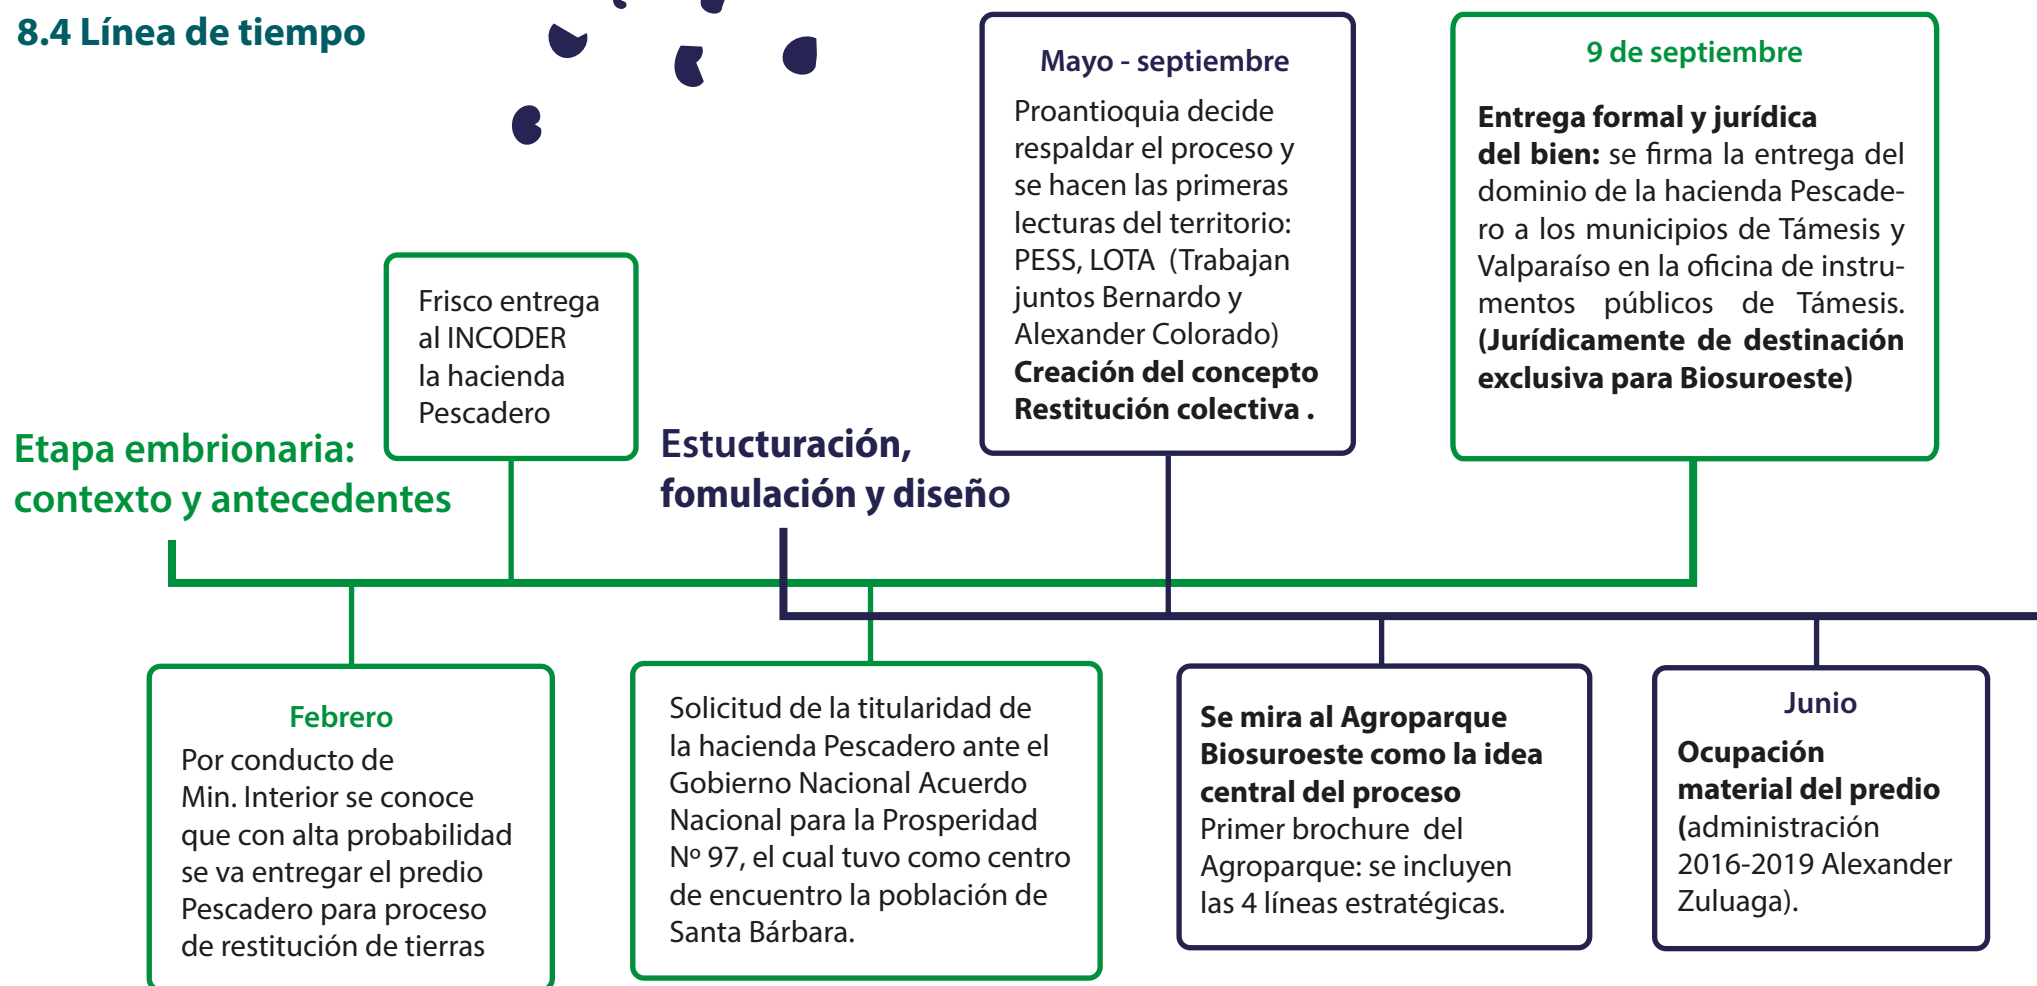 8.4 Línea de tiempo
Etapa embrionaria:
contexto y antecedentes
Febrero
Por conducto de
Min. Interior se conoce
que con alta probabilidad
se va entregar el predio
Pescadero para proceso
de restitución de tierras
Frisco entrega
al INCODER
la hacienda
Pescadero
Solicitud de la titularidad de
la hacienda Pescadero ante el
Gobierno Nacional Acuerdo
Nacional para la Prosperidad
Nº 97, el cual tuvo como centro
de encuentro la población de
Santa Bárbara.
9 de septiembre
Entrega formal y jurídica
del bien: se firma la entrega del
dominio de la hacienda Pescade-
ro a los municipios de Támesis y
Valparaíso en la oficina de instru-
mentos públicos de Támesis.
(Jurídicamente de destinación
exclusiva para Biosuroeste)
Estucturación,
fomulación y diseño
Mayo - septiembre
Proantioquia decide
respaldar el proceso y
se hacen las primeras
lecturas del territorio:
PESS, LOTA (Trabajan
juntos Bernardo y
Alexander Colorado)
Creación del concepto
Restitución colectiva .
Se mira al Agroparque
Biosuroeste como la idea
central del proceso
Primer brochure del
Agroparque: se incluyen
las 4 líneas estratégicas.
Junio
Ocupación
material del predio
(administración
2016-2019 Alexander
Zuluaga).